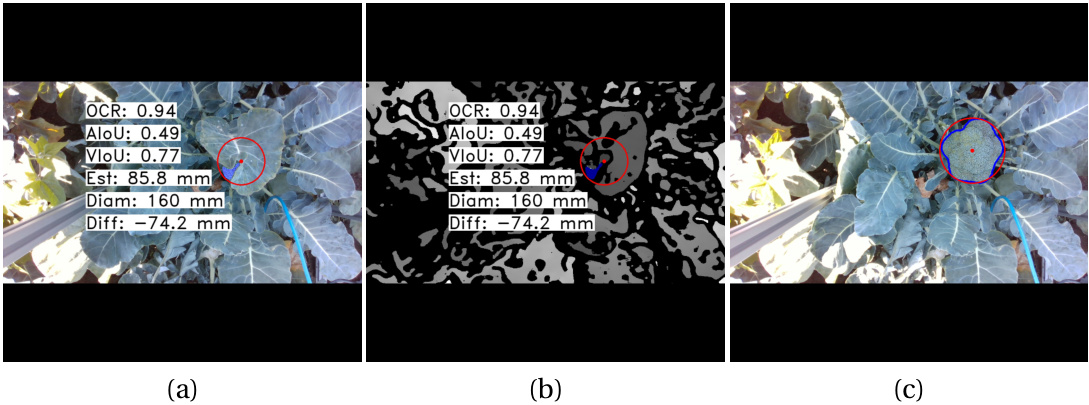 OCR: 0.94
AIoU: 0.49
VIoU: 0.77
Est: 85.8 mm
Diam: 160 mm
Diff: −74.2 mm
OCR: 0.94
AIoU: 0.49
VIoU: 0.77
Est: 85.8 mm
Diam: 160 mm
Diff: −74.2 mm
(a)
(b)
(c)